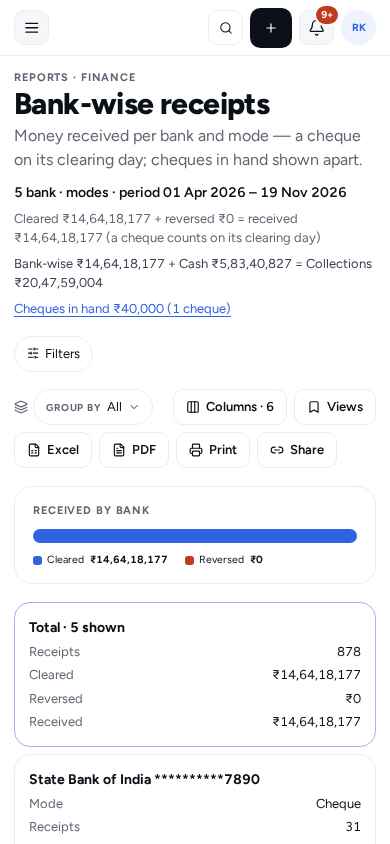 9+
RK
REPORTS · FINANCE
Bank-wise receipts
Money received per bank and mode — a cheque
on its clearing day; cheques in hand shown apart.
5 bank · modes · period 01 Apr 2026 – 19 Nov 2026
Cleared ₹14,64,18,177 + reversed ₹0 = received
₹14,64,18,177 (a cheque counts on its clearing day)
Bank-wise ₹14,64,18,177 + Cash ₹5,83,40,827 = Collections
₹20,47,59,004
Cheques in hand ₹40,000 (1 cheque)
Filters
GROUP BY All Columns · 6 Views
Excel PDF Print Share
RECEIVED BY BANK
Cleared ₹14,64,18,177 Reversed ₹0
Total · 5 shown
Receipts 878
Cleared ₹14,64,18,177
Reversed ₹0
Received ₹14,64,18,177
State Bank of India **********7890
Mode Cheque
Receipts 31